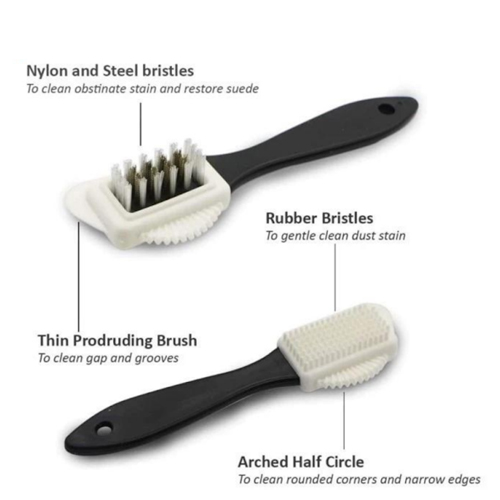 Nylon and Steel bristles
To clean obstinate stain and restore suede
Rubber Bristles
To gentle clean dust stain
Thin Prodruding Brush
To clean gap and grooves
Arched Half Circle
To clean rounded corners and narrow edges